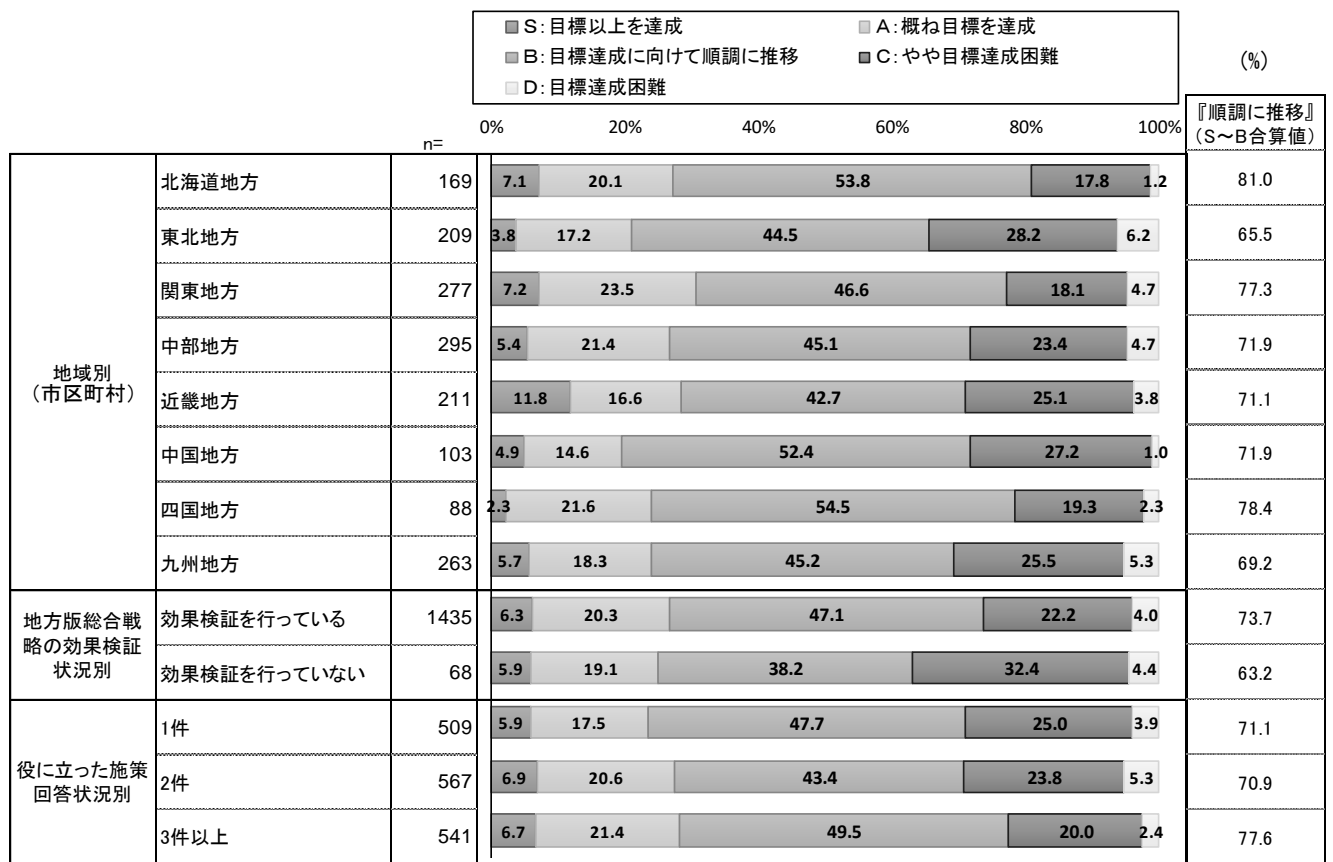 S：目標以上を達成 A：概ね目標を達成
B：目標達成に向けて順調に推移 C：やや目標達成困難
D：目標達成困難
(%)
『順調に推移』
（S～B合算値）
n= 0% 20% 40% 60% 80% 100%
地域別
（市区町村）
北海道地方 169 7.1 20.1 53.8 17.8 1.2 81.0
東北地方 209 3.8 17.2 44.5 28.2 6.2 65.5
関東地方 277 7.2 23.5 46.6 18.1 4.7 77.3
中部地方 295 5.4 21.4 45.1 23.4 4.7 71.9
近畿地方 211 11.8 16.6 42.7 25.1 3.8 71.1
中国地方 103 4.9 14.6 52.4 27.2 1.0 71.9
四国地方 88 2.3 21.6 54.5 19.3 2.3 78.4
九州地方 263 5.7 18.3 45.2 25.5 5.3 69.2
地方版総合戦
略の効果検証
状況別
効果検証を行っている 1435 6.3 20.3 47.1 22.2 4.0 73.7
効果検証を行っていない 68 5.9 19.1 38.2 32.4 4.4 63.2
役に立った施策
回答状況別
1件 509 5.9 17.5 47.7 25.0 3.9 71.1
2件 567 6.9 20.6 43.4 23.8 5.3 70.9
3件以上 541 6.7 21.4 49.5 20.0 2.4 77.6